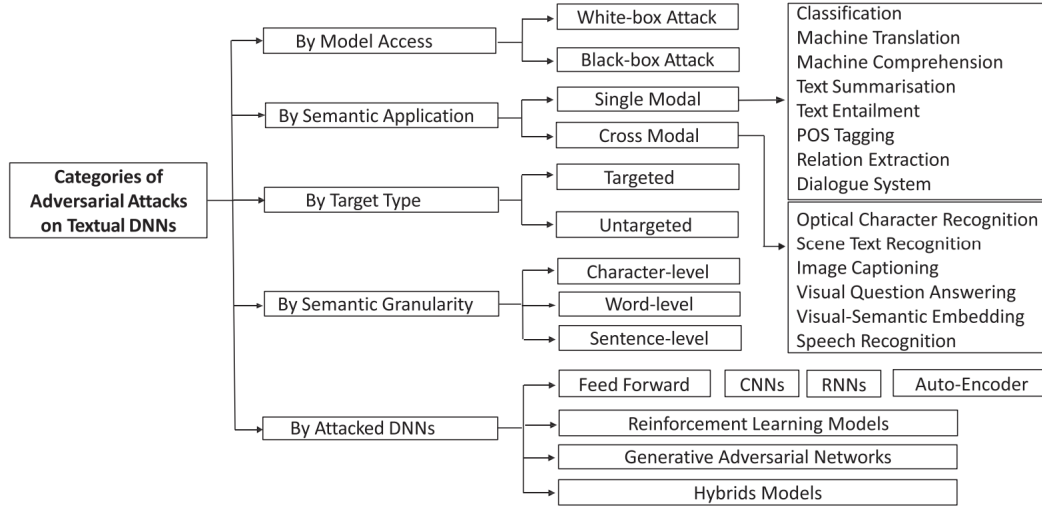 Categories of
Adversarial Attacks
on Textual DNNs
By Model Access
White-box Attack
Black-box Attack
By Semantic Application
Single Modal
Cross Modal
Classification
Machine Translation
Machine Comprehension
Text Summarisation
Text Entailment
POS Tagging
Relation Extraction
Dialogue System
Optical Character Recognition
Scene Text Recognition
Image Captioning
Visual Question Answering
Visual-Semantic Embedding
Speech Recognition
By Target Type
Targeted
Untargeted
By Semantic Granularity
Character-level
Word-level
Sentence-level
By Attacked DNNs
Feed Forward
CNNs
RNNs
Auto-Encoder
Reinforcement Learning Models
Generative Adversarial Networks
Hybrids Models